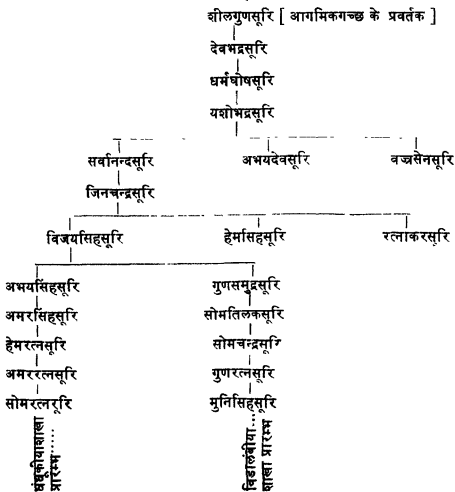 शीलगुणसूरि [ आगमिकगच्छ के प्रवर्तक ]
देवभद्रसूरि
धर्मघोषसूरि
यशोभद्रसूरि
सर्वानन्दसूरि अभयदेवसूरि वज्रसेनसूरि
जिनचन्द्रसूरि
विजयसिंहसूरि हेमसिंहसूरि रत्नाकरसूरि
अभयसिंहसूरि गुणसमुद्रसूरि
अमरसिंहसूरि सोमतिलकसूरि
हेमरत्नसूरि सोमचन्द्रसूरि
अमररत्नसूरि गुणरत्नसूरि
सोमरत्नसूरि मुनिसिंहसूरि
धंधूकीयाशाखा प्रारम्भ...... विडालंबीया... शाखा प्रारम्भ